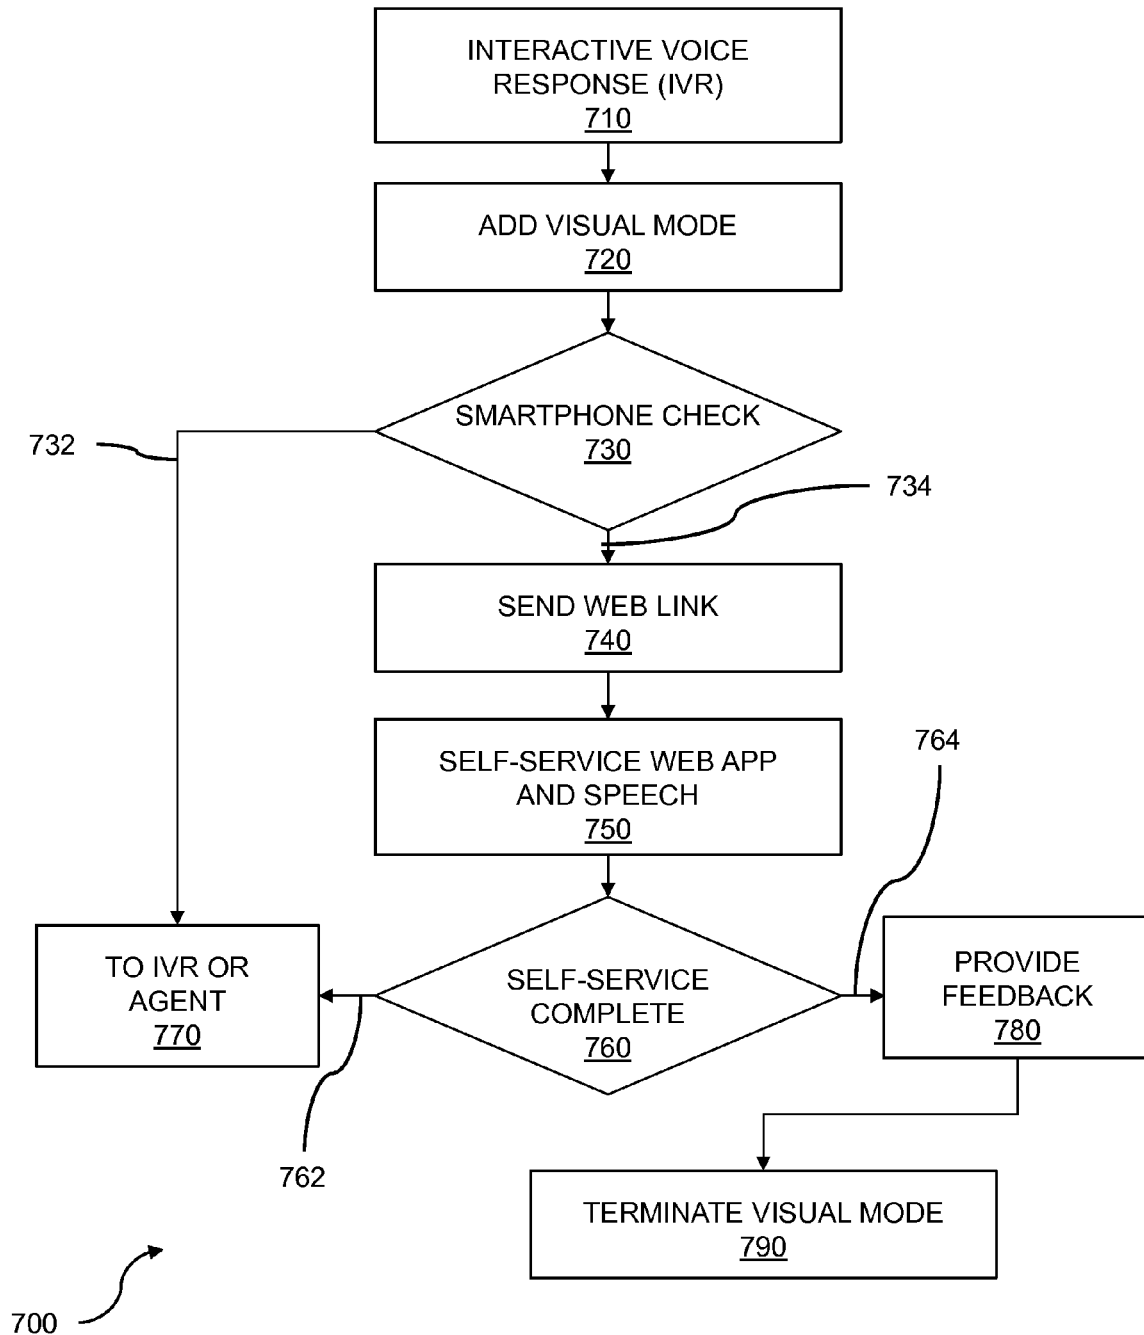 INTERACTIVE VOICE
RESPONSE (IVR)
710
ADD VISUAL MODE
720
SMARTPHONE CHECK
730
732
734
SEND WEB LINK
740
SELF-SERVICE WEB APP
AND SPEECH
750
764
TO IVR OR
AGENT
770
SELF-SERVICE
COMPLETE
760
PROVIDE
FEEDBACK
780
762
TERMINATE VISUAL MODE
790
700